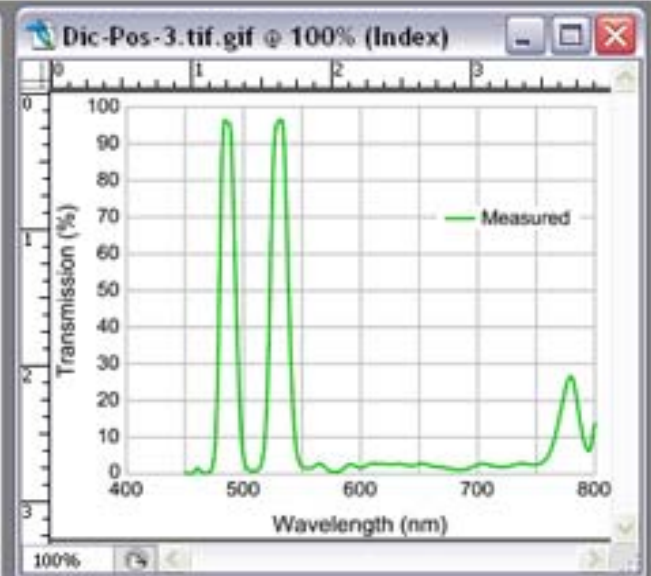 Dic-Pos-3.tif.gif @ 100% (Index)
0 1 2 3
0
1
2
3
100
90
80
70
60
50
40
30
20
10
0
Transmission (%)
Measured
400 500 600 700 800
Wavelength (nm)
100%